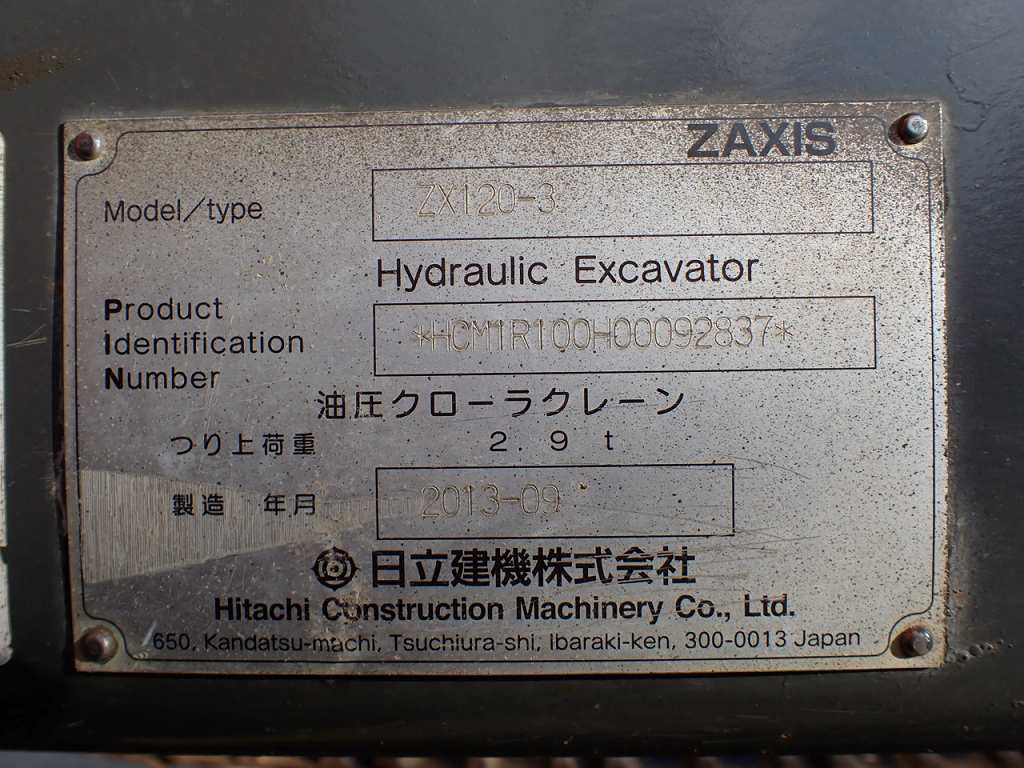 ZAXIS
Model/type ZX120-3
Hydraulic Excavator
Product
Identification *HCM1R100H00092837*
Number
油圧クローラクレーン
つり上荷重 2.9 t
製造 年月 2013-09
日立建機株式会社
Hitachi Construction Machinery Co., Ltd.
650, Kandatsu-machi, Tsuchiura-shi, Ibaraki-ken, 300-0013 Japan